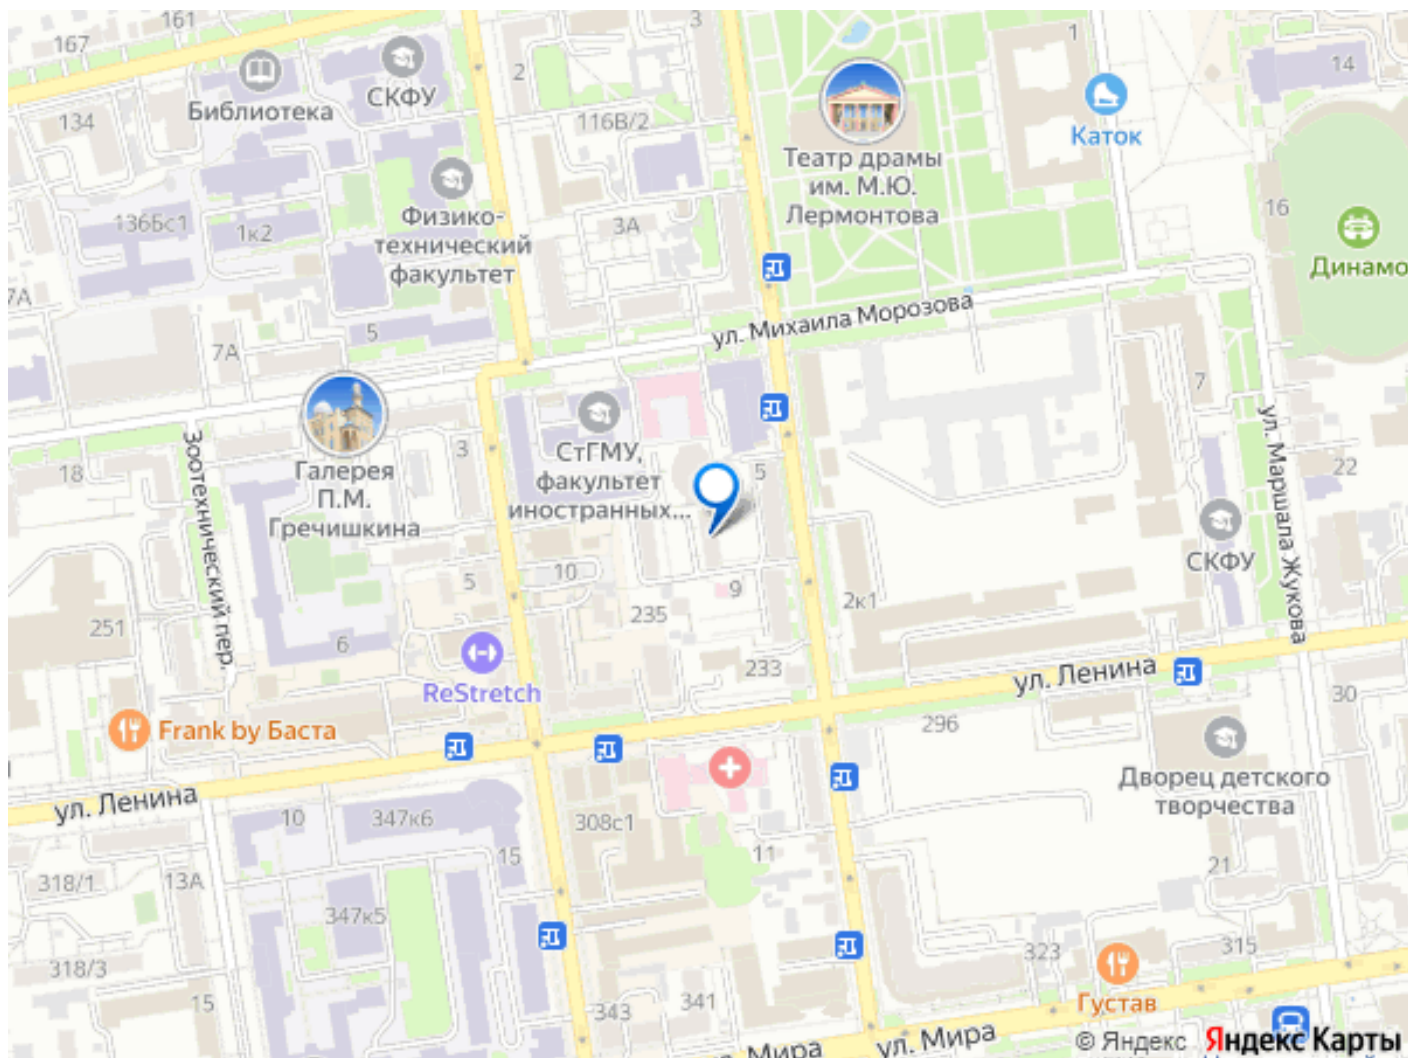 161
3
167
1
14
СКФУ
2
Библиотека
134
116В/2
Каток
Театр драмы
им. М.Ю.
Лермонтова
Физико-
технический
факультет
136Бс1
1к2
3А
16
Динамо
7А
ул. Михаила Морозова
5
7А
7
Зоотехнический пер.
3
ул. Маршала Жукова
18
Галерея
П.М.
Гречишкина
СтГМУ,
факультет
иностранных...
5
22
СКФУ
5
10
9
2к1
235
251
6
233
ReStretch
ул. Ленина
30
Frank by Баста
296
Дворец детского
творчества
ул. Ленина
10
347к6
308с1
15
11
21
318/1
13А
347к5
318/3
15
343
341
323
315
Густав
ул. Мира
Мира
© Яндекс
Яндекс Карты